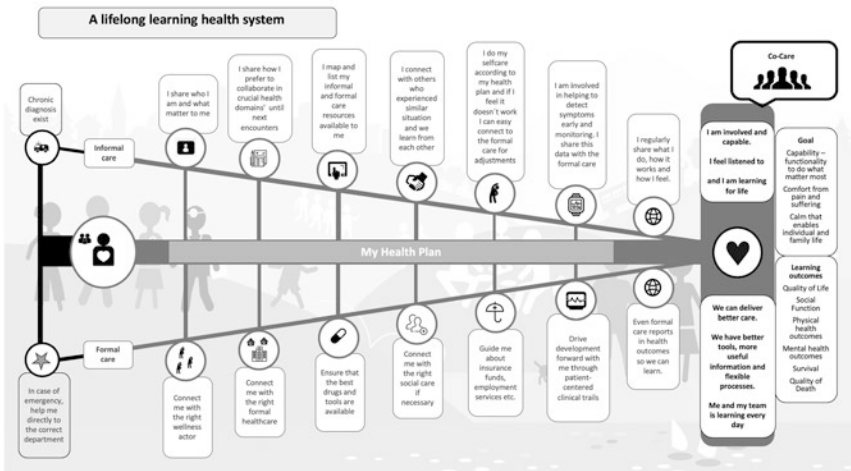 A lifelong learning health system
Chronic
diagnosis
exist
Informal
care
I share who I
am and what
matter to me
I share how I
prefer to
collaborate in
crucial health
domains' until
next
encounters
I map and
list my
informal and
formal care
resources
available to
me
I connect
with others
who
experienced
similar
situation
and we
learn from
each other
I do my
selfcare
according to
my health
plan and if I
feel it
doesn´t work
I can easy
connect to
the formal
care for
adjustments
I am involved
in helping to
detect
symptoms
early and
monitoring. I
share this
data with the
formal care
I regularly
share what I
do, how it
works and
how I feel.
Co-Care
I am involved and
capable.
I feel listened to
and I am learning
for life
Goal
Capability –
functionality
to do what
matter most
Comfort from
pain and
suffering
Calm that
enables
individual and
family life
My Health Plan
Formal
care
In case of
emergency,
help me
directly to
the correct
department
Connect
me with
the right
wellness
actor
Connect
me with
the right
formal
healthcare
Ensure that
the best
drugs and
tools are
available
Connect
me with
the right
social care
if
necessary
Guide me
about
insurance
funds,
employment
services etc.
Drive
development
forward with
me through
patient-
centered
clinical trails
Even formal
care reports
in health
outcomes
so we can
learn.
We can deliver
better care.
We have better
tools, more
useful
information and
flexible
processes.
Me and my team
is learning every
day
Learning
outcomes
Quality of Life
Social
Function
Physical
health
outcomes
Mental health
outcomes
Survival
Quality of
Death